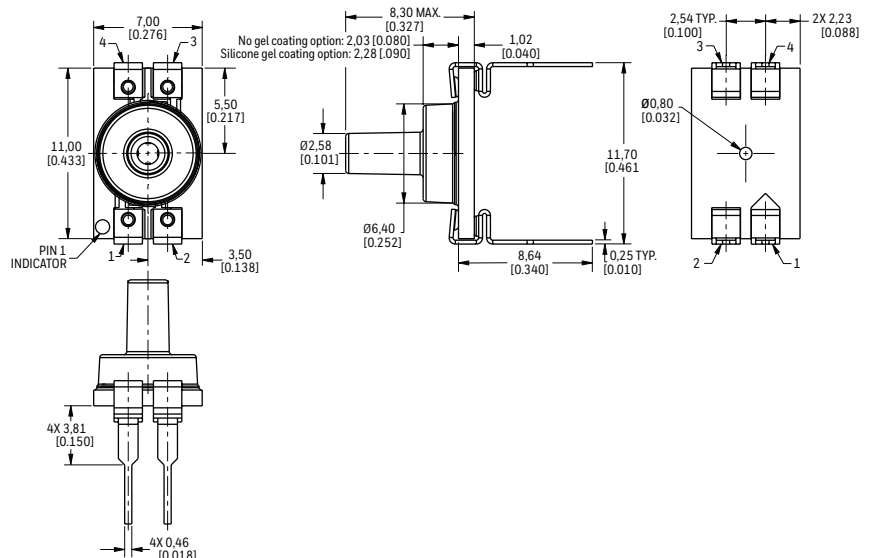 7,00
[0.276]
4
3
5,50
[0.217]
11,00
[0.433]
PIN 1
INDICATOR
1
2
3,50
[0.138]
8,30 MAX.
[0.327]
No gel coating option: 2,03 [0.080]
Silicone gel coating option: 2,28 [.090]
1,02
[0.040]
Ø2,58
[0.101]
Ø6,40
[0.252]
11,70
[0.461
8,64
[0.340]
0,25 TYP.
[0.010]
2,54 TYP.
[0.100]
2X 2,23
[0.088]
3
4
Ø0,80
[0.032]
2
1
4X 3,81
[0.150]
4X 0,46
[0.018]